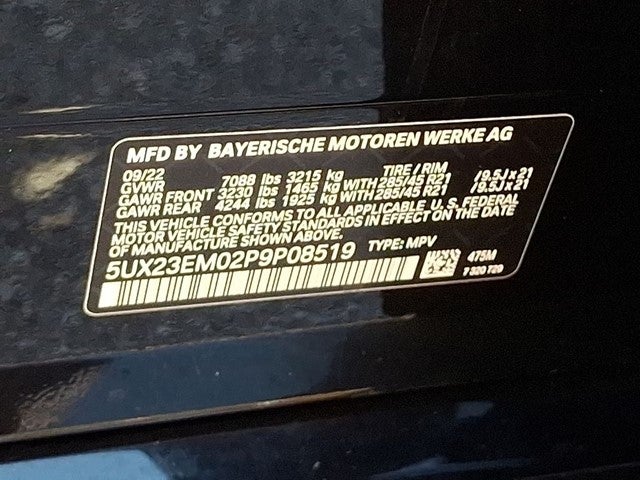 MFD BY BAYERISCHE MOTOREN WERKE AG
09/22 TIRE / RIM
GVWR 7088 lbs 3215 kg
GAWR FRONT 3230 lbs 1465 kg WITH 285/45 R21 /9.5J x 21
GAWR REAR 4244 lbs 1925 kg WITH 285/45 R21 /9.5J x 21
THIS VEHICLE CONFORMS TO ALL APPLICABLE U. S. FEDERAL
MOTOR VEHICLE SAFETY STANDARDS IN EFFECT ON THE DATE
OF MANUFACTURE SHOWN ABOVE.
5UX23EM02P9P08519 TYPE: MPV
475M
7 320 729